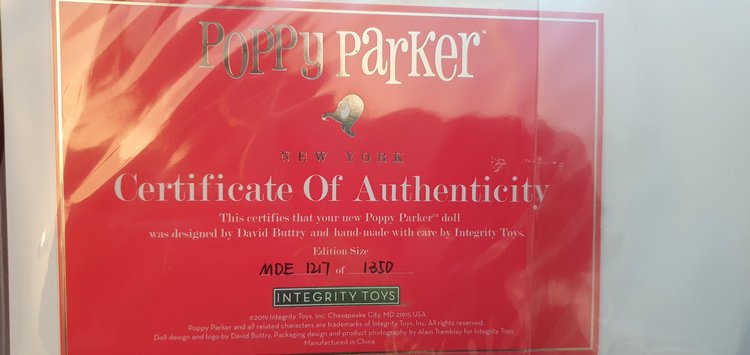 Poppy Parker™
NEW YORK
Certificate Of Authenticity
This certifies that your new Poppy Parker™ doll
was designed by David Buttry and hand-made with care by Integrity Toys.
Edition Size
MDE 1217 of 1350
INTEGRITY TOYS
©2019 Integrity Toys, Inc. Chesapeake City, MD 21915 USA.
Poppy Parker and all related characters are trademarks of Integrity Toys, Inc. All rights reserved.
Doll design and logo by David Buttry, Packaging design and product photography by Alain Tremblay for Integrity Toys.
Manufactured in China